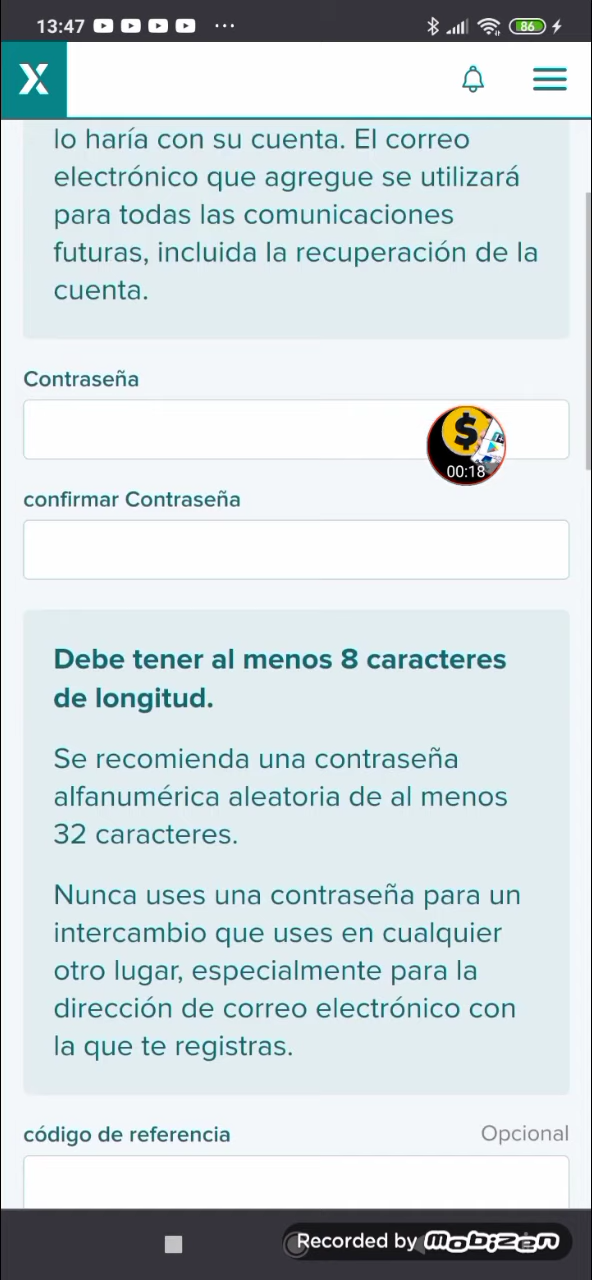 13:47 ... 86
X
lo haría con su cuenta. El correo
electrónico que agregue se utilizará
para todas las comunicaciones
futuras, incluida la recuperación de la
cuenta.
Contraseña
$
00:18
confirmar Contraseña
Debe tener al menos 8 caracteres
de longitud.
Se recomienda una contraseña
alfanumérica aleatoria de al menos
32 caracteres.
Nunca uses una contraseña para un
intercambio que uses en cualquier
otro lugar, especialmente para la
dirección de correo electrónico con
la que te registras.
código de referencia Opcional
Recorded by Mobizen